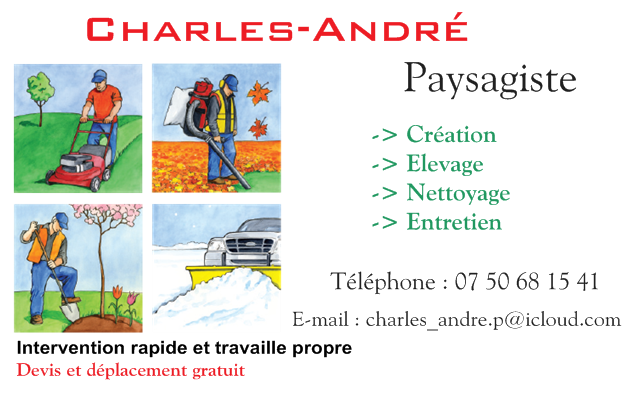 CHARLES-ANDRÉ
Paysagiste
-> Création
-> Elevage
-> Nettoyage
-> Entretien
Téléphone : 07 50 68 15 41
E-mail : charles_andre.p@icloud.com
Intervention rapide et travaille propre
Devis et déplacement gratuit